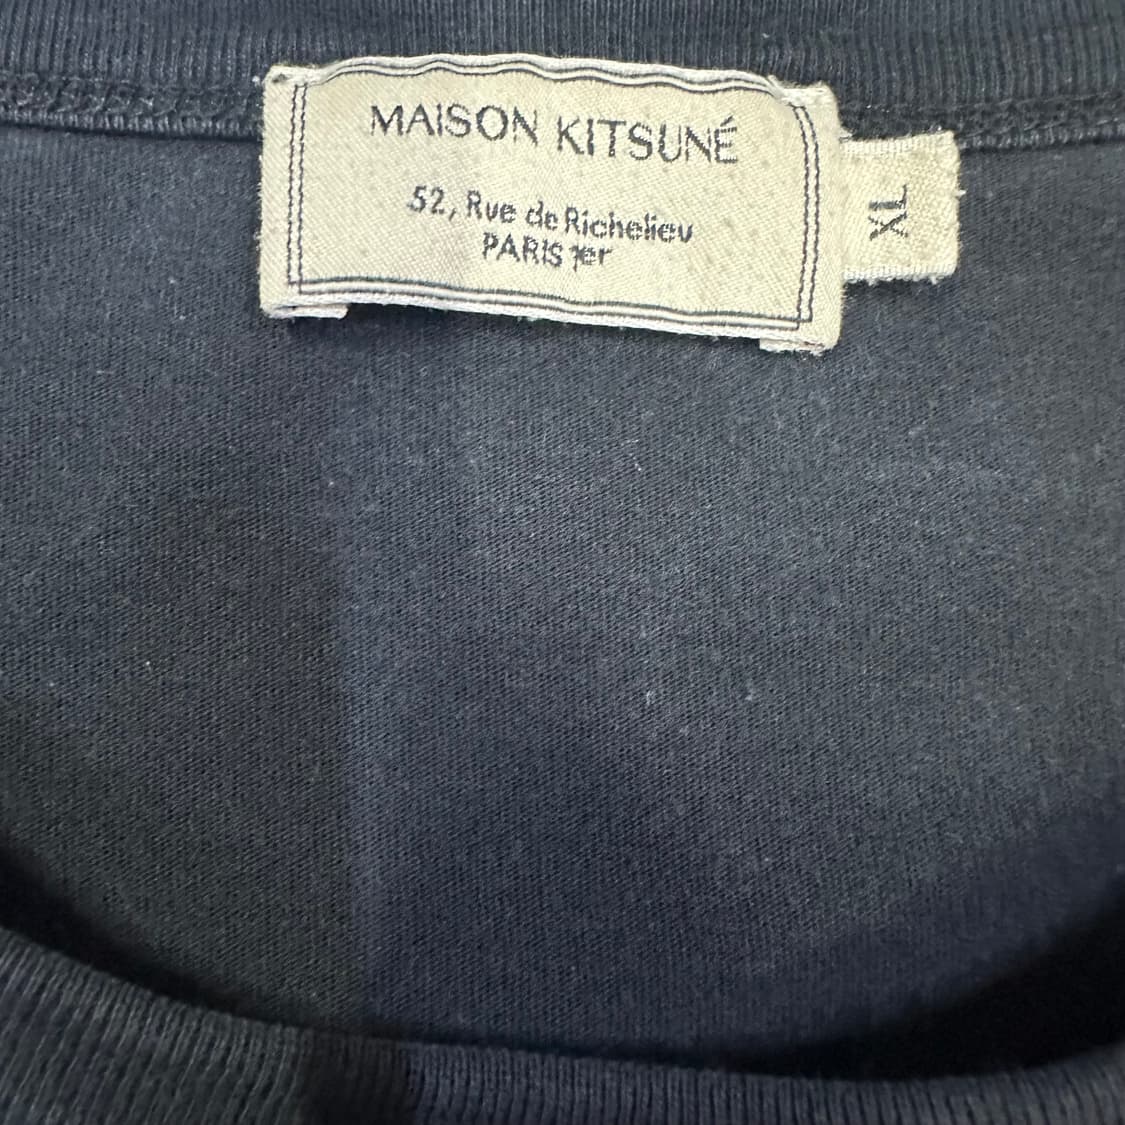 MAISON KITSUNÉ
52, Rue de Richelieu
PARIS 1er
XL